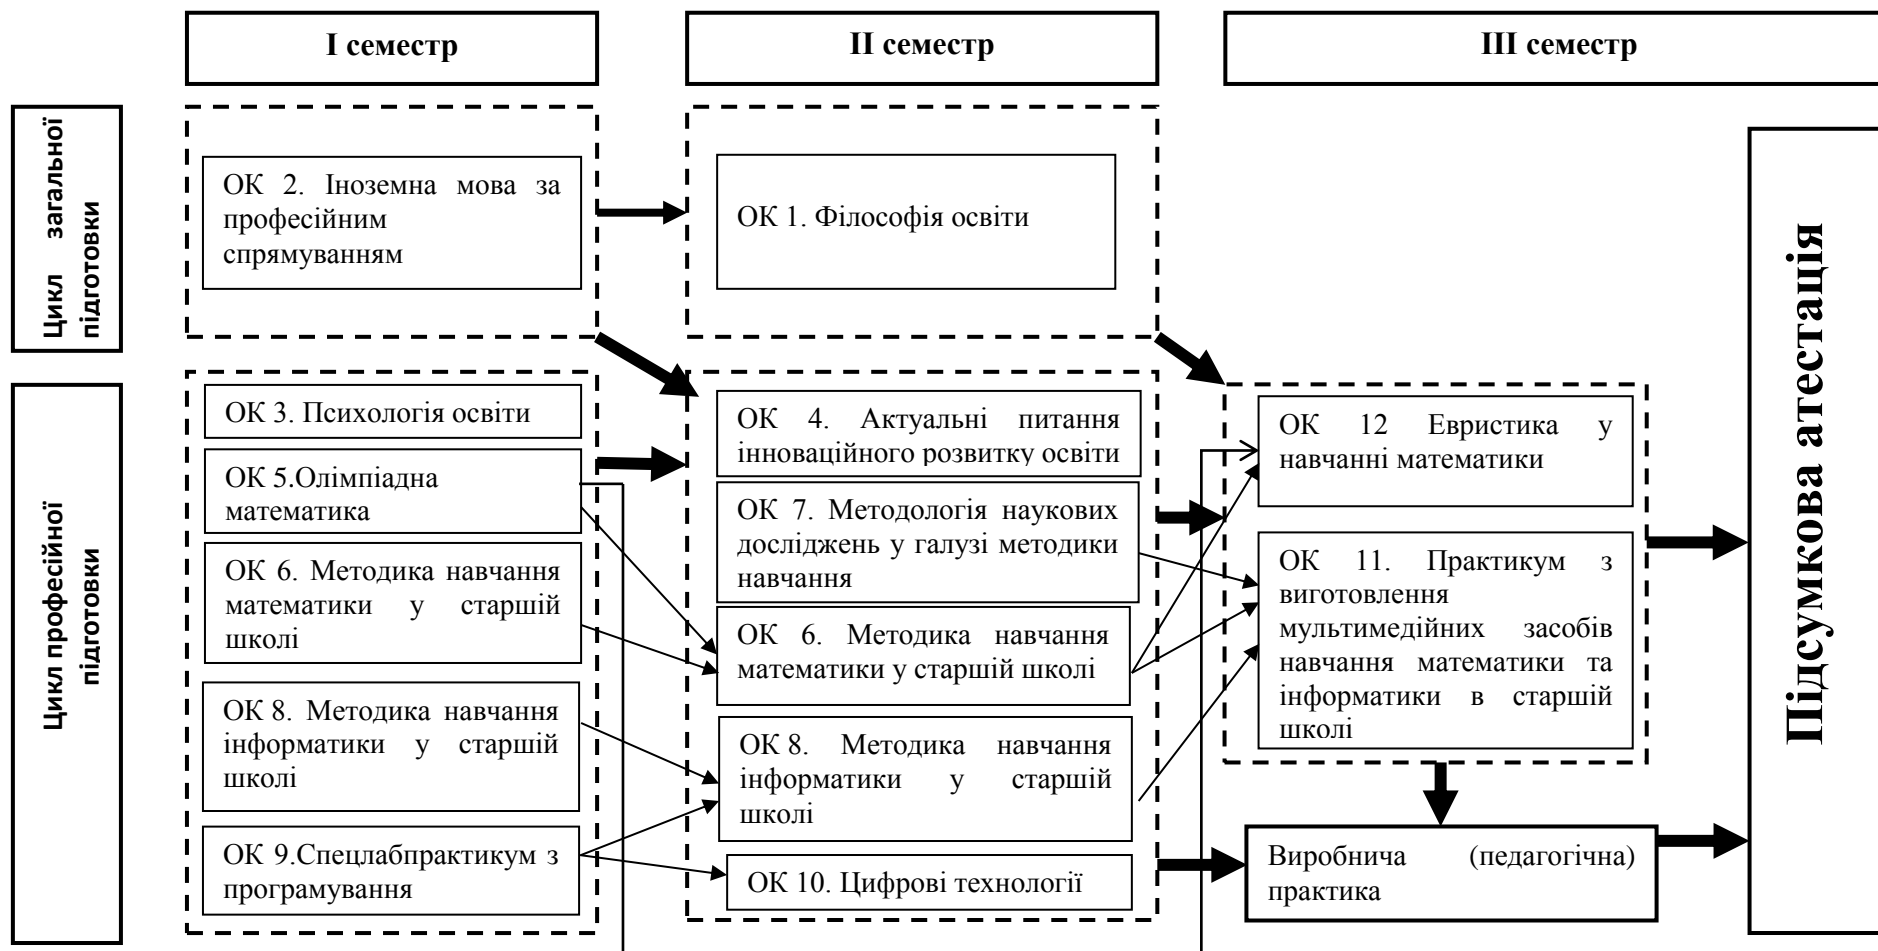 І семестр
ІІ семестр
ІІІ семестр
Цикл загальної
підготовки
ОК 2. Іноземна мова за
професійним
спрямуванням
ОК 1. Філософія освіти
Цикл професійної
підготовки
ОК 3. Психологія освіти
ОК 5.Олімпіадна
математика
ОК 6. Методика навчання
математики у старшій
школі
ОК 8. Методика навчання
інформатики у старшій
школі
ОК 9.Спецлабпрактикум з
програмування
ОК 4. Актуальні питання
інноваційного розвитку освіти
ОК 7. Методологія наукових
досліджень у галузі методики
навчання
ОК 6. Методика навчання
математики у старшій школі
ОК 8. Методика навчання
інформатики у старшій
школі
ОК 10. Цифрові технології
ОК 12 Евристика у
навчанні математики
ОК 11. Практикум з
виготовлення
мультимедійних засобів
навчання математики та
інформатики в старшій
школі
Виробнича (педагогічна)
практика
Підсумкова атестація